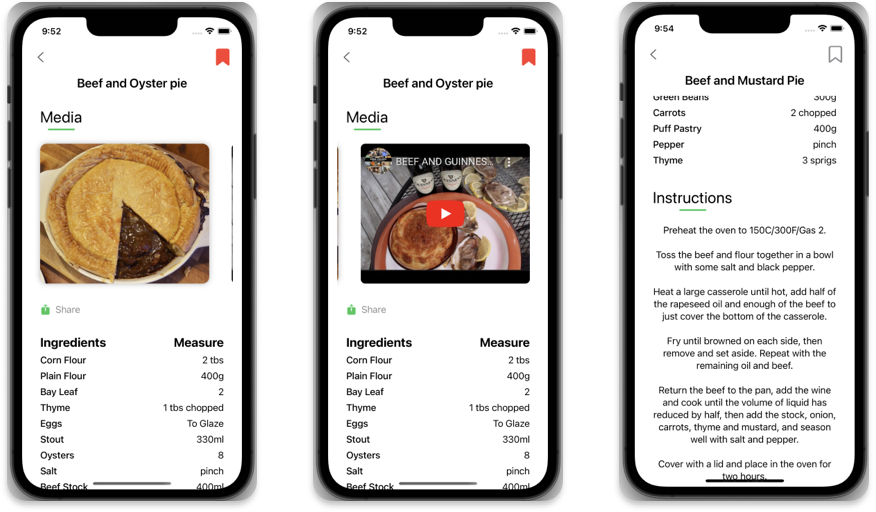 9:52
Beef and Oyster pie
Media
Share
Ingredients Measure
Corn Flour 2 tbs
Plain Flour 400g
Bay Leaf 2
Thyme 1 tbs chopped
Eggs To Glaze
Stout 330ml
Oysters 8
Salt pinch
Beef Stock 400ml
9:52
Beef and Oyster pie
Media
BEEF AND GUINNES...
Share
Ingredients Measure
Corn Flour 2 tbs
Plain Flour 400g
Bay Leaf 2
Thyme 1 tbs chopped
Eggs To Glaze
Stout 330ml
Oysters 8
Salt pinch
Beef Stock 400ml
9:54
Beef and Mustard Pie
Green Beans 300g
Carrots 2 chopped
Puff Pastry 400g
Pepper pinch
Thyme 3 sprigs
Instructions
Preheat the oven to 150C/300F/Gas 2.
Toss the beef and flour together in a bowl
with some salt and black pepper.
Heat a large casserole until hot, add half of
the rapeseed oil and enough of the beef to
just cover the bottom of the casserole.
Fry until browned on each side, then
remove and set aside. Repeat with the
remaining oil and beef.
Return the beef to the pan, add the wine
and cook until the volume of liquid has
reduced by half, then add the stock, onion,
carrots, thyme and mustard, and season
well with salt and pepper.
Cover with a lid and place in the oven for
two hours.